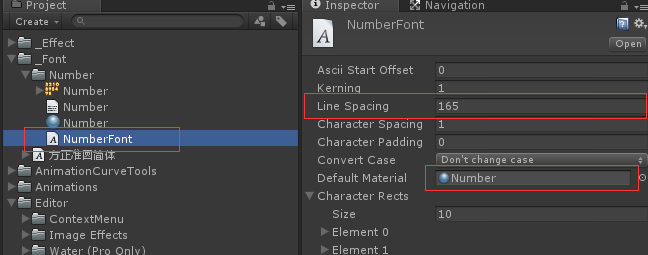 Project
Create
_Effect
_Font
Number
Number
Number
Number
NumberFont
方正准圆简体
AnimationCurveTools
Animations
Editor
ContextMenu
Image Effects
Water (Pro Only)
Inspector
Navigation
NumberFont
Open
Ascii Start Offset 0
Kerning 1
Line Spacing 165
Character Spacing 1
Character Padding 0
Convert Case Don't change case
Default Material Number
Character Rects
Size 10
Element 0
Element 1